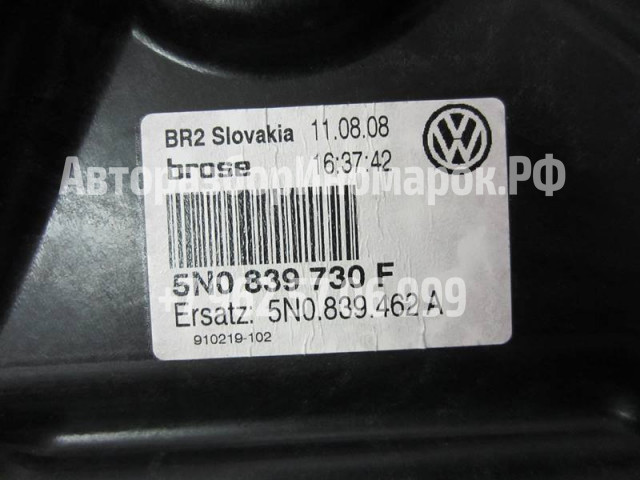 BR2 Slovakia 11.08.08
brose 16:37:42
VW
АвторазборИномарок.РФ
5N0 839 730 F
Ersatz: 5N0.839.462 A
910219-102